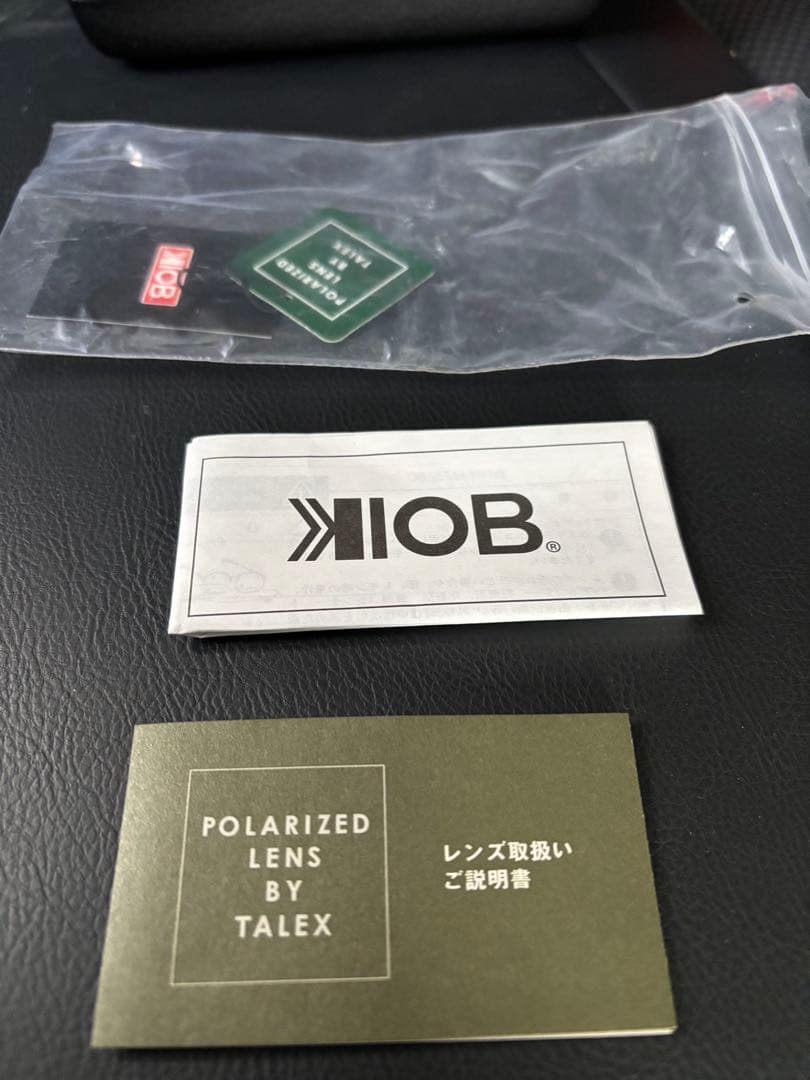 KIOB
POLARIZED
LENS
BY
TALEX
KIOB®
POLARIZED
LENS
BY
TALEX
レンズ取扱い
ご説明書